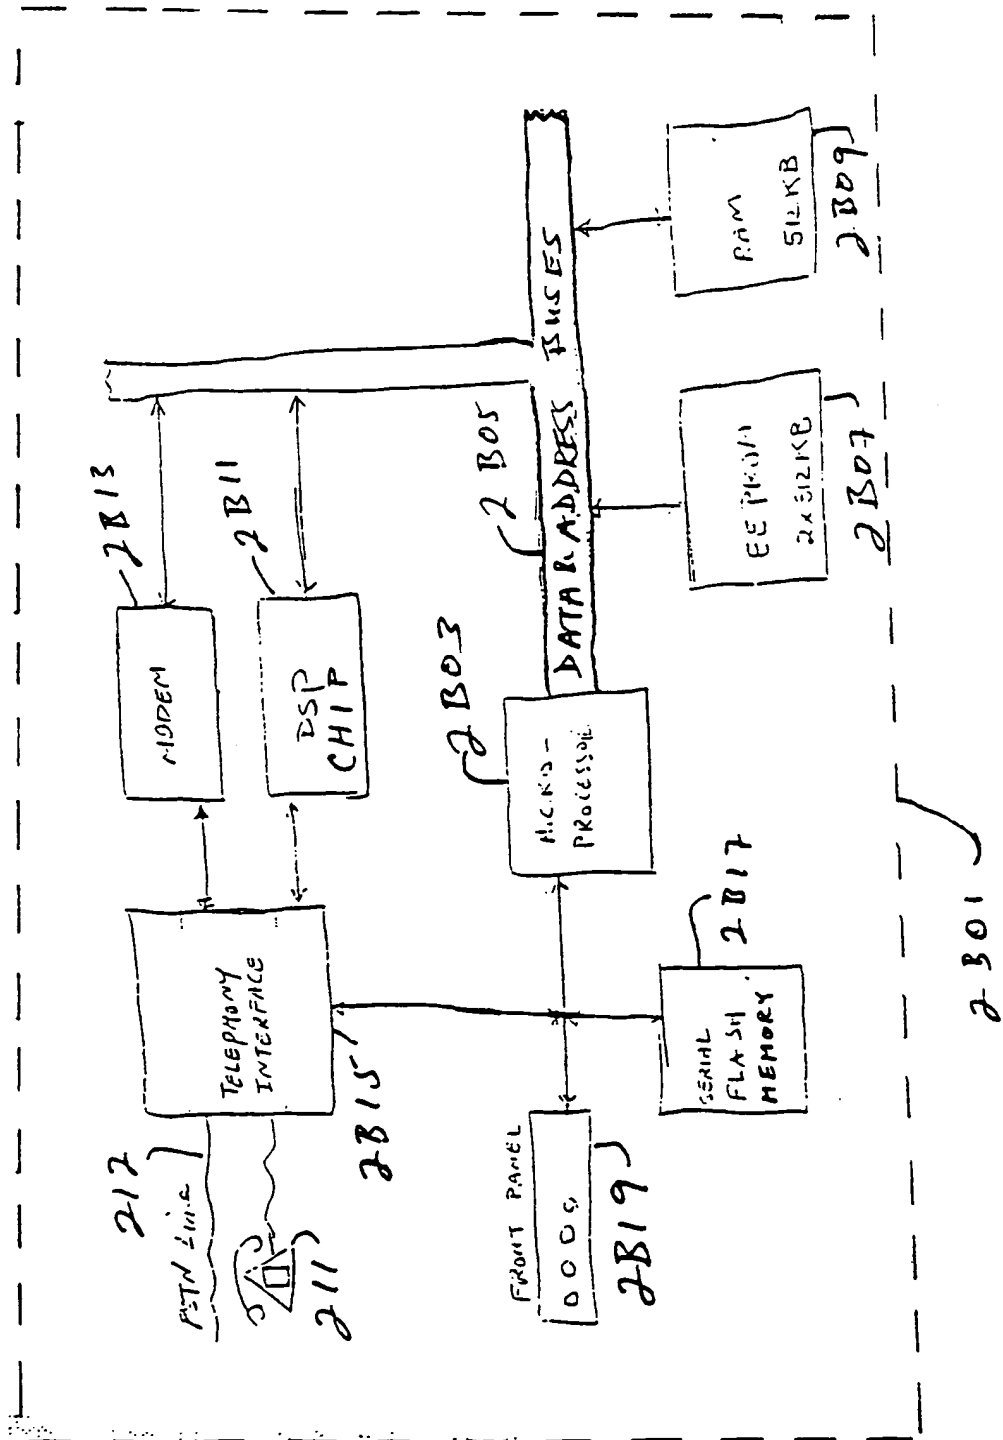 212
PSTN Line
211
TELEPHONY
INTERFACE
2B15
MODEM
2B13
DSP
CHIP
2B11
FRONT PANEL
2B19
SERIAL
FLASH
MEMORY
2B17
MICRO-
PROCESSOR
2B03
DATA & ADDRESS BUSES
2B05
EEPROM
2x512KB
2B07
RAM
512KB
2B09
2B01